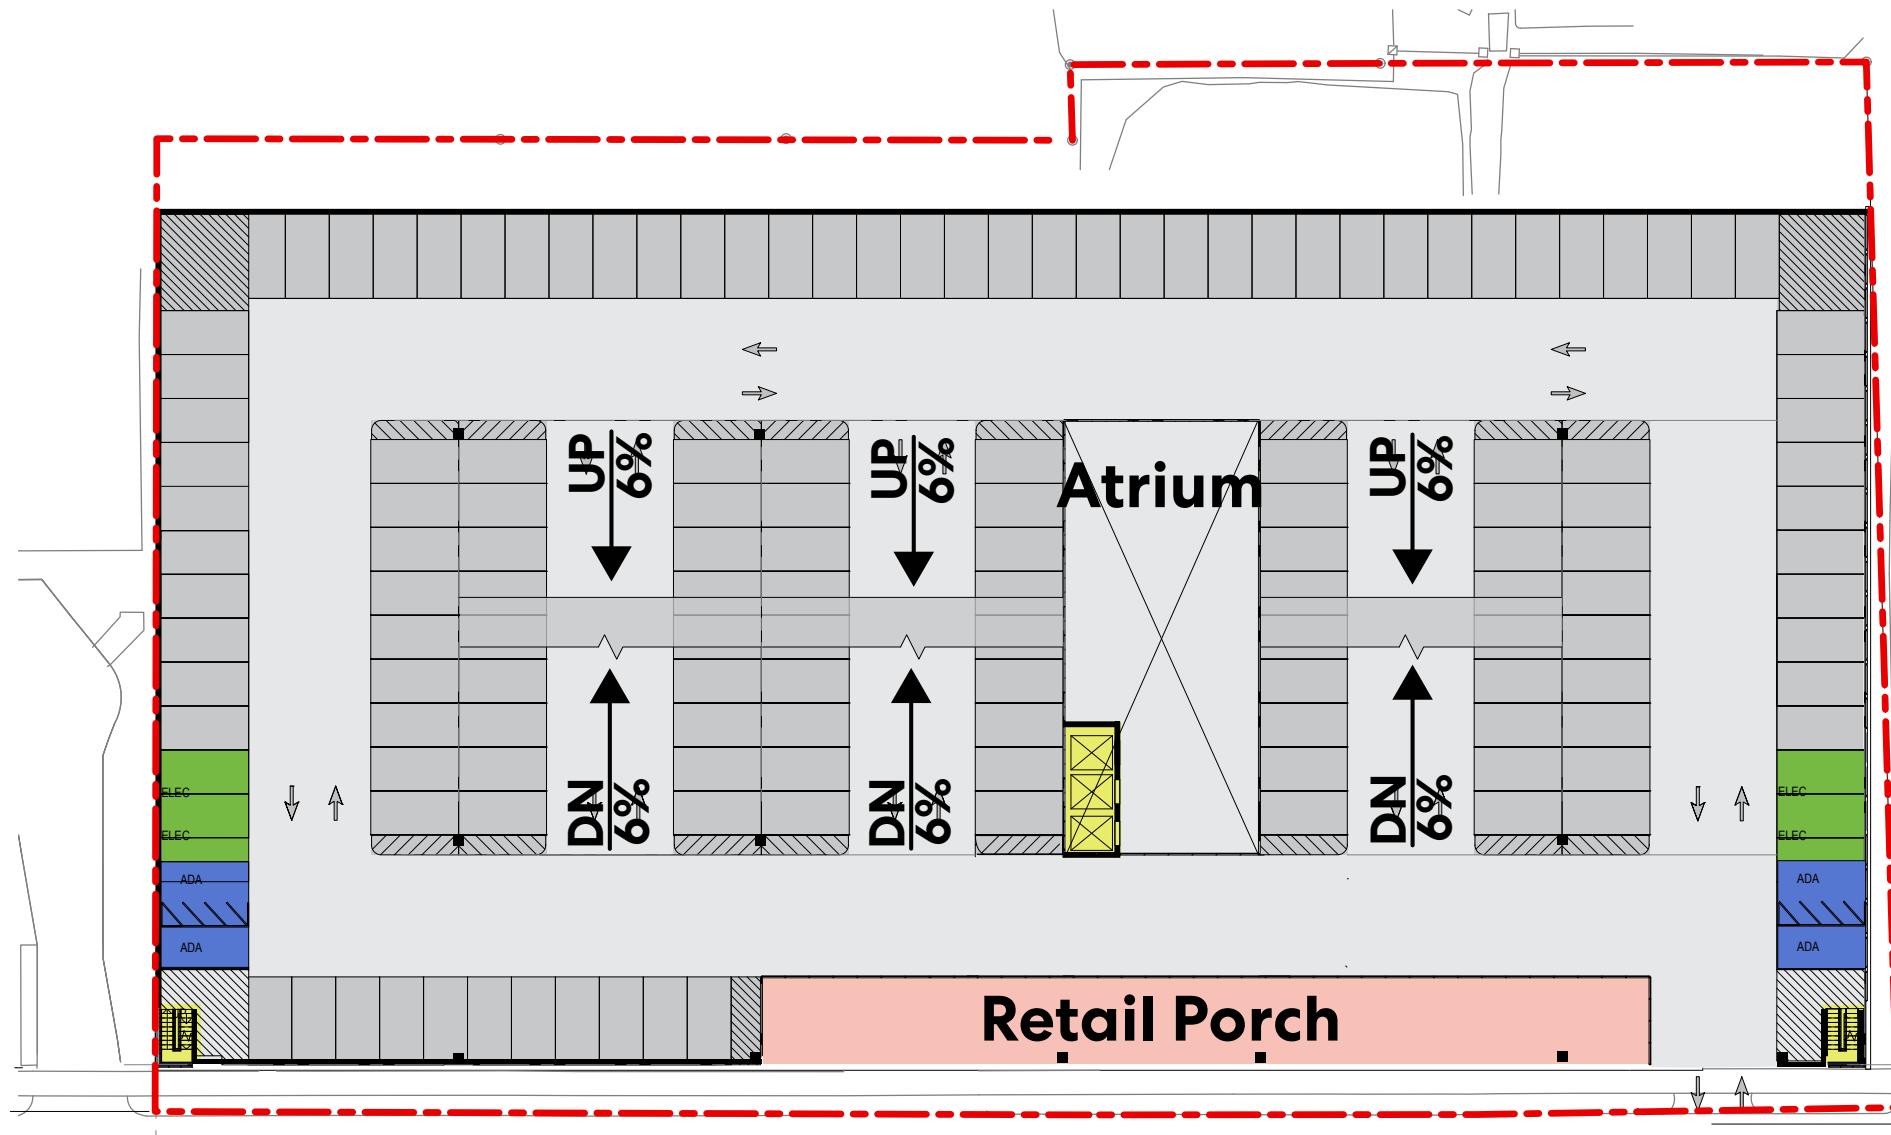 UP
6%
UP
6%
UP
6%
Atrium
DN
6%
DN
6%
DN
6%
ELEC
ELEC
ELEC
ELEC
ADA
ADA
ADA
ADA
Retail Porch